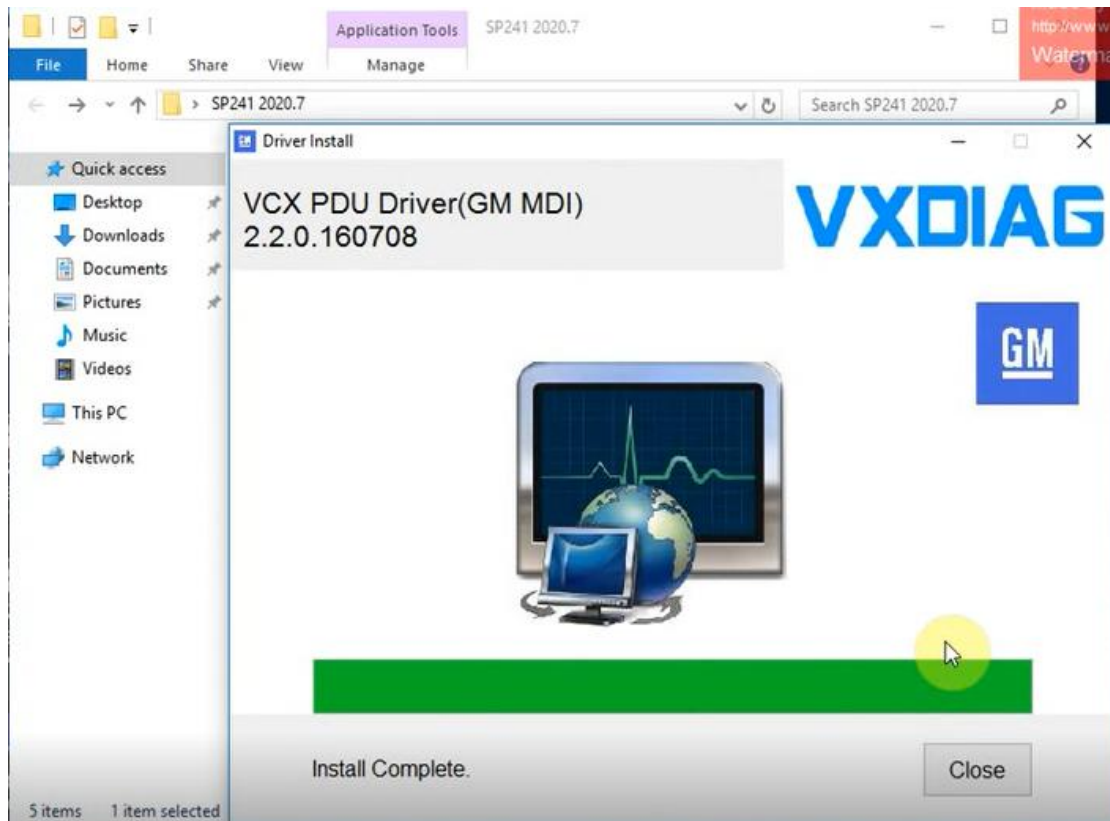 Application Tools
SP241 2020.7
File
Home
Share
View
Manage
SP241 2020.7
Search SP241 2020.7
Driver Install
Quick access
Desktop
Downloads
Documents
Pictures
Music
Videos
This PC
Network
VCX PDU Driver(GM MDI)
2.2.0.160708
VXDIAG
GM
Install Complete.
Close
5 items
1 item selected